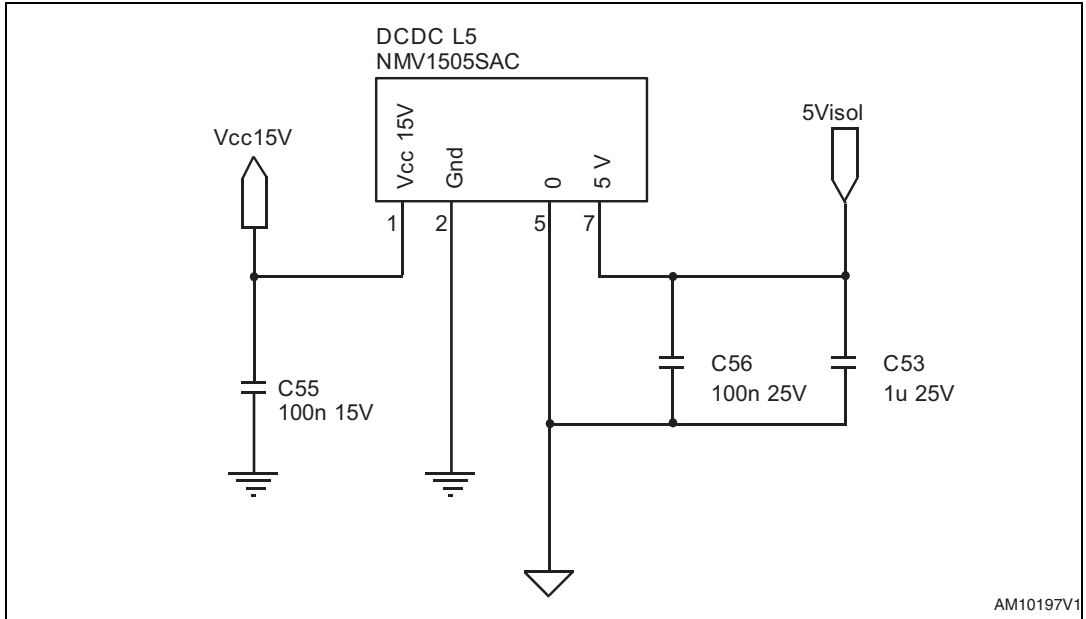 DCDC L5
NMV1505SAC
Vcc 15V
Gnd
0
5 V
Vcc15V
5Visol
1
2
5
7
C55
100n 15V
C56
100n 25V
C53
1u 25V
AM10197V1